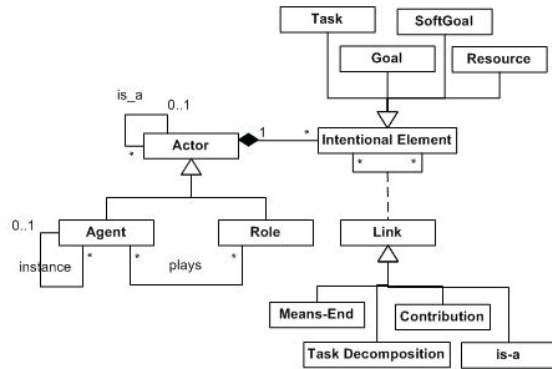 Task
SoftGoal
Goal
Resource
is_a
0..1
*
Actor
1
*
Intentional Element
*
*
0..1
Agent
Role
Link
instance
*
*
plays
*
Means-End
Contribution
Task Decomposition
is-a